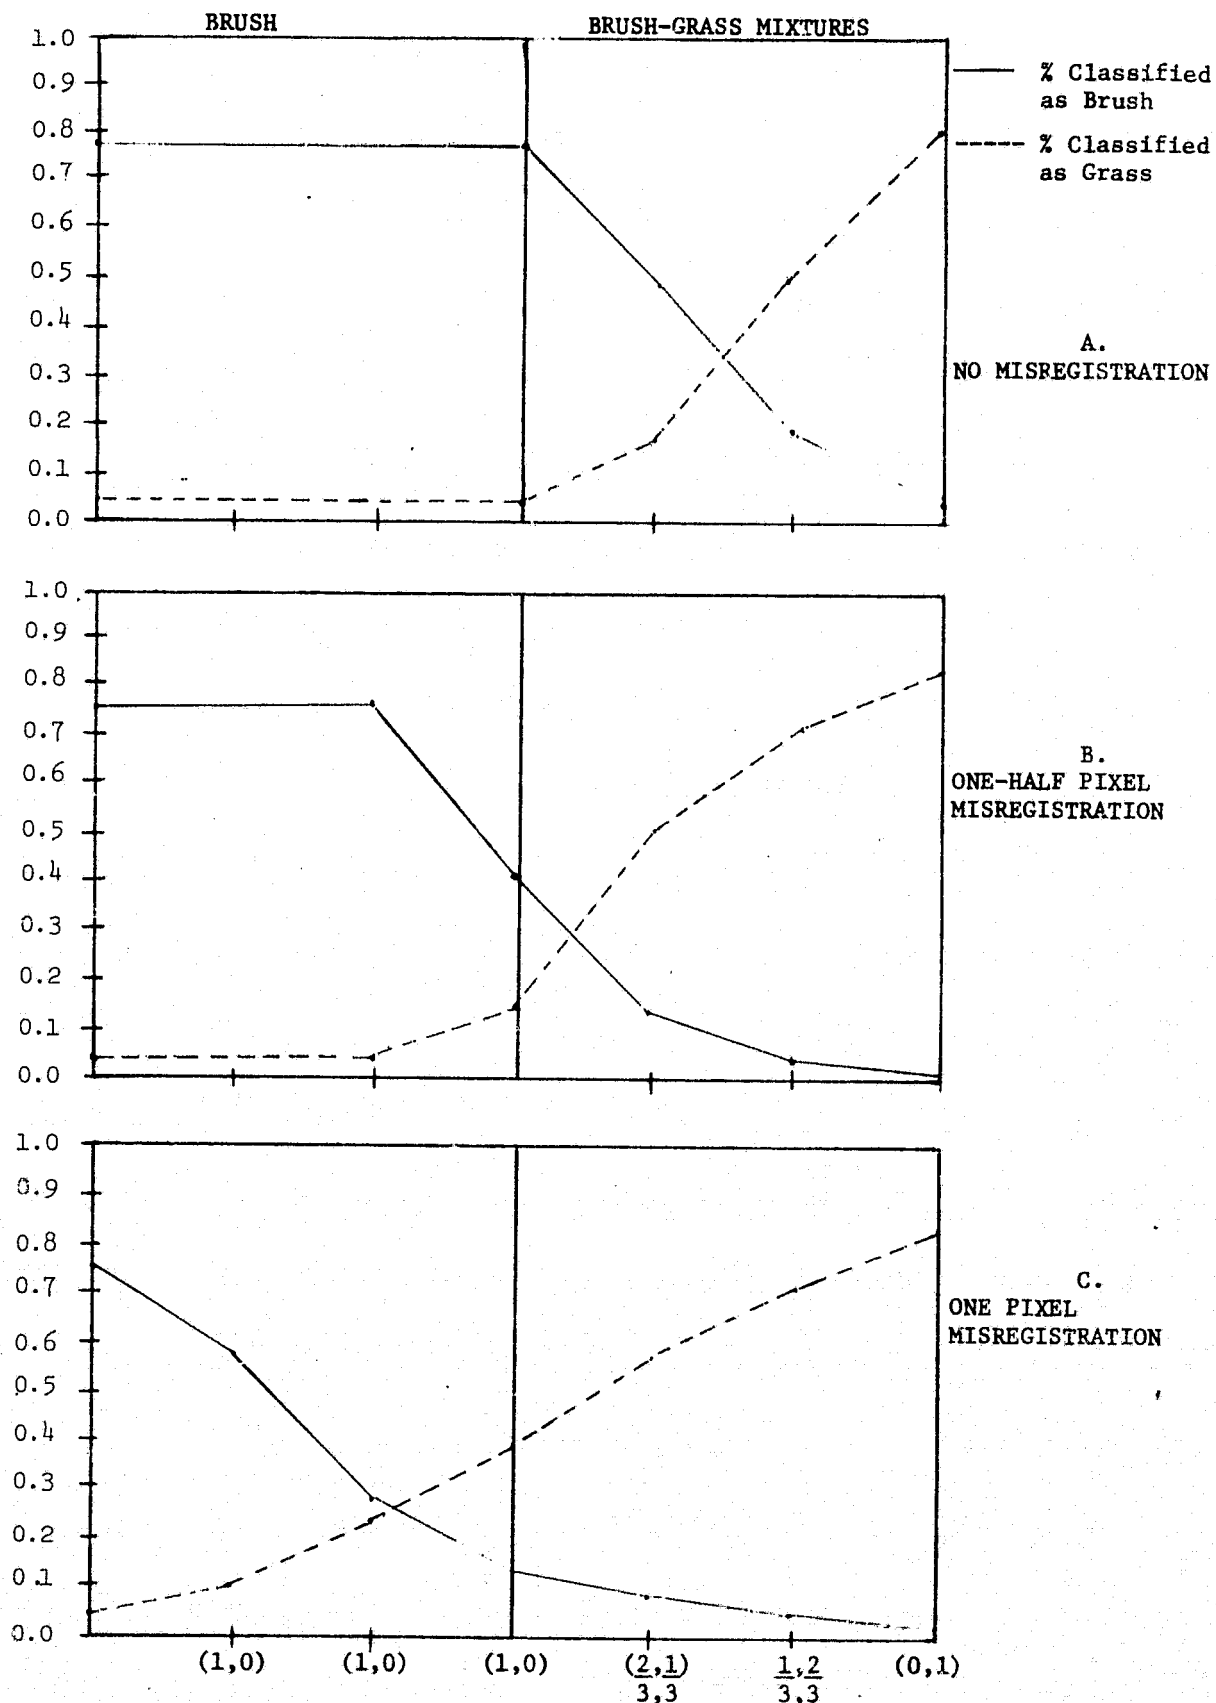 BRUSH
BRUSH-GRASS MIXTURES
1.0
0.9
0.8
0.7
0.6
0.5
0.4
0.3
0.2
0.1
0.0
% Classified
as Brush
% Classified
as Grass
A.
NO MISREGISTRATION
1.0
0.9
0.8
0.7
0.6
0.5
0.4
0.3
0.2
0.1
0.0
B.
ONE-HALF PIXEL
MISREGISTRATION
1.0
0.9
0.8
0.7
0.6
0.5
0.4
0.3
0.2
0.1
0.0
C.
ONE PIXEL
MISREGISTRATION
(1,0) (1,0) (1,0) (2,1) 1,2 (0,1)
3,3 3,3